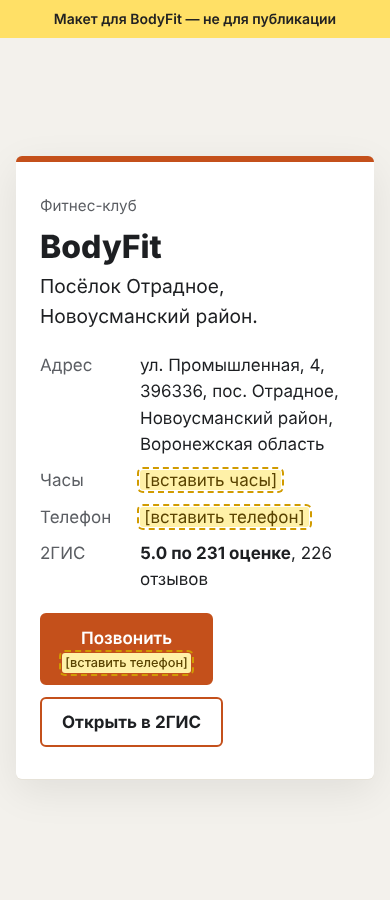 Макет для BodyFit — не для публикации
Фитнес-клуб
BodyFit
Посёлок Отрадное,
Новоусманский район.
Адрес ул. Промышленная, 4,
396336, пос. Отрадное,
Новоусманский район,
Воронежская область
Часы [вставить часы]
Телефон [вставить телефон]
2ГИС 5.0 по 231 оценке, 226
отзывов
Позвонить
[вставить телефон]
Открыть в 2ГИС